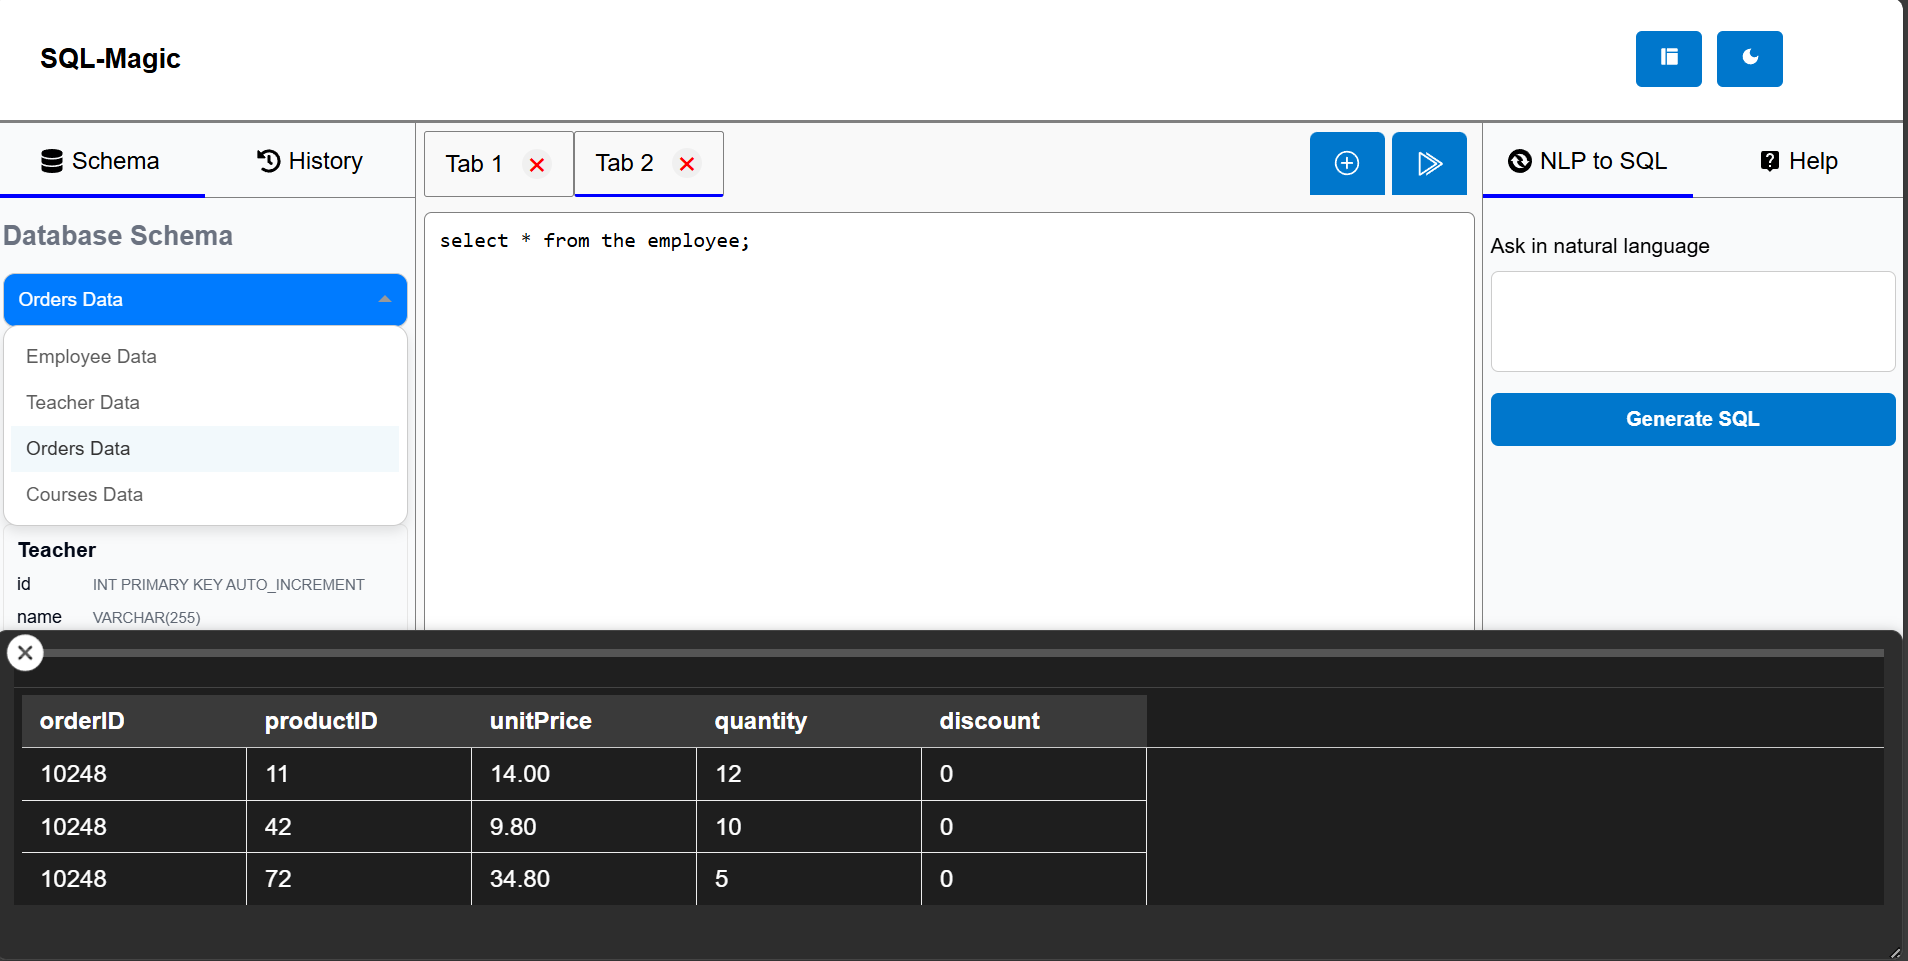 SQL-Magic
Schema
History
Tab 1
Tab 2
NLP to SQL
Help
Database Schema
Orders Data
Employee Data
Teacher Data
Orders Data
Courses Data
Teacher
id INT PRIMARY KEY AUTO_INCREMENT
name VARCHAR(255)
select * from the employee;
Ask in natural language
Generate SQL
orderID productID unitPrice quantity discount
10248 11 14.00 12 0
10248 42 9.80 10 0
10248 72 34.80 5 0